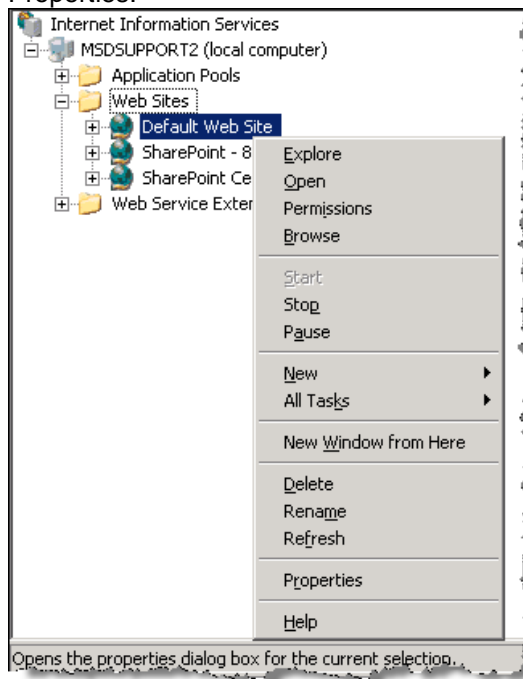 Properties.
Internet Information Services
MSDSUPPORT2 (local computer)
Application Pools
Web Sites
Default Web Site
SharePoint - 8
SharePoint Ce
Web Service Exter
Explore
Open
Permissions
Browse
Start
Stop
Pause
New
All Tasks
New Window from Here
Delete
Rename
Refresh
Properties
Help
Opens the properties dialog box for the current selection.